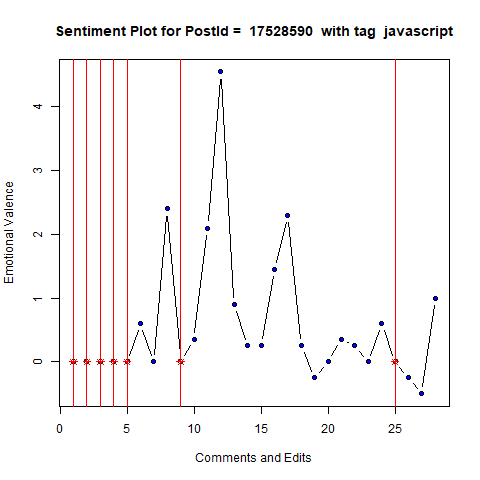 Sentiment Plot for PostId =  17528590  with tag  javascript
Emotional Valence
4
3
2
1
0
0 5 10 15 20 25
Comments and Edits